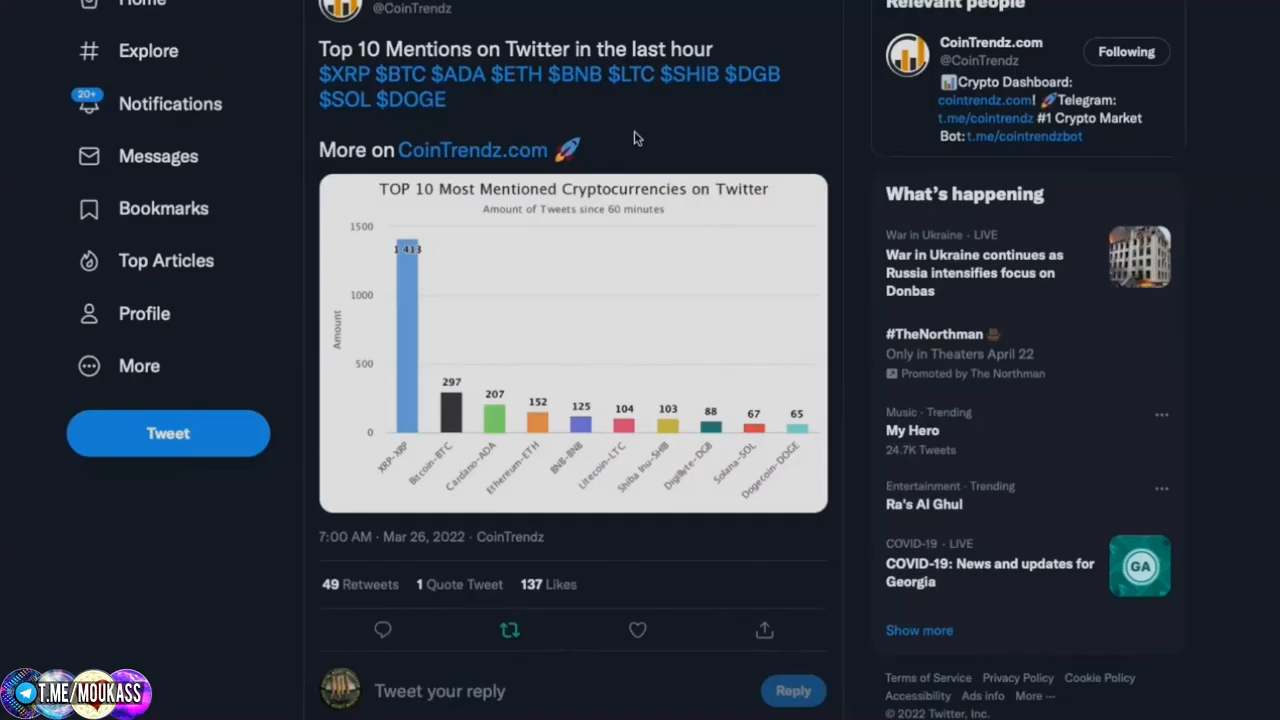 Home
Explore
20+
Notifications
Messages
Bookmarks
Top Articles
Profile
More
Tweet
@CoinTrendz
Top 10 Mentions on Twitter in the last hour
$XRP $BTC $ADA $ETH $BNB $LTC $SHIB $DGB
$SOL $DOGE
More on CoinTrendz.com 🚀
TOP 10 Most Mentioned Cryptocurrencies on Twitter
Amount of Tweets since 60 minutes
Amount
1500
1000
500
0
1 413
297
207
152
125
104
103
88
67
65
XRP-XRP
Bitcoin-BTC
Cardano-ADA
Ethereum-ETH
BNB-BNB
Litecoin-LTC
Shiba Inu-SHIB
DigiByte-DGB
Solana-SOL
Dogecoin-DOGE
7:00 AM · Mar 26, 2022 · CoinTrendz
49 Retweets 1 Quote Tweet 137 Likes
Tweet your reply
Reply
Relevant people
CoinTrendz.com
@CoinTrendz
Following
📊Crypto Dashboard:
cointrendz.com! 🚀Telegram:
t.me/cointrendz #1 Crypto Market
Bot: t.me/cointrendzbot
What's happening
War in Ukraine · LIVE
War in Ukraine continues as
Russia intensifies focus on
Donbas
#TheNorthman
Only in Theaters April 22
Promoted by The Northman
Music · Trending
My Hero
24.7K Tweets
Entertainment · Trending
Ra's Al Ghul
COVID-19 · LIVE
COVID-19: News and updates for
Georgia
GA
Show more
Terms of Service Privacy Policy Cookie Policy
Accessibility Ads info More ···
© 2022 Twitter, Inc.
T.ME/MOUKASS